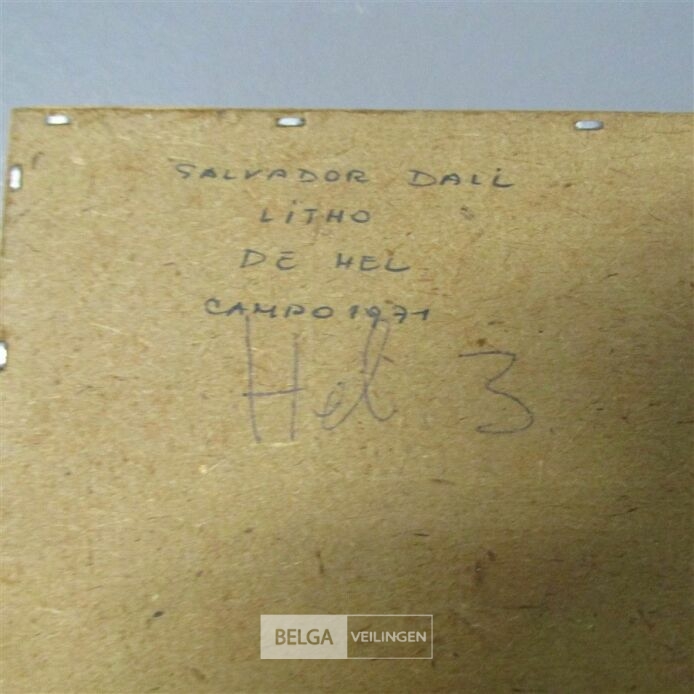 SALVADOR DALI
LITHO
DE HEL
CAMPO 1971
Hel 3
BELGA VEILINGEN